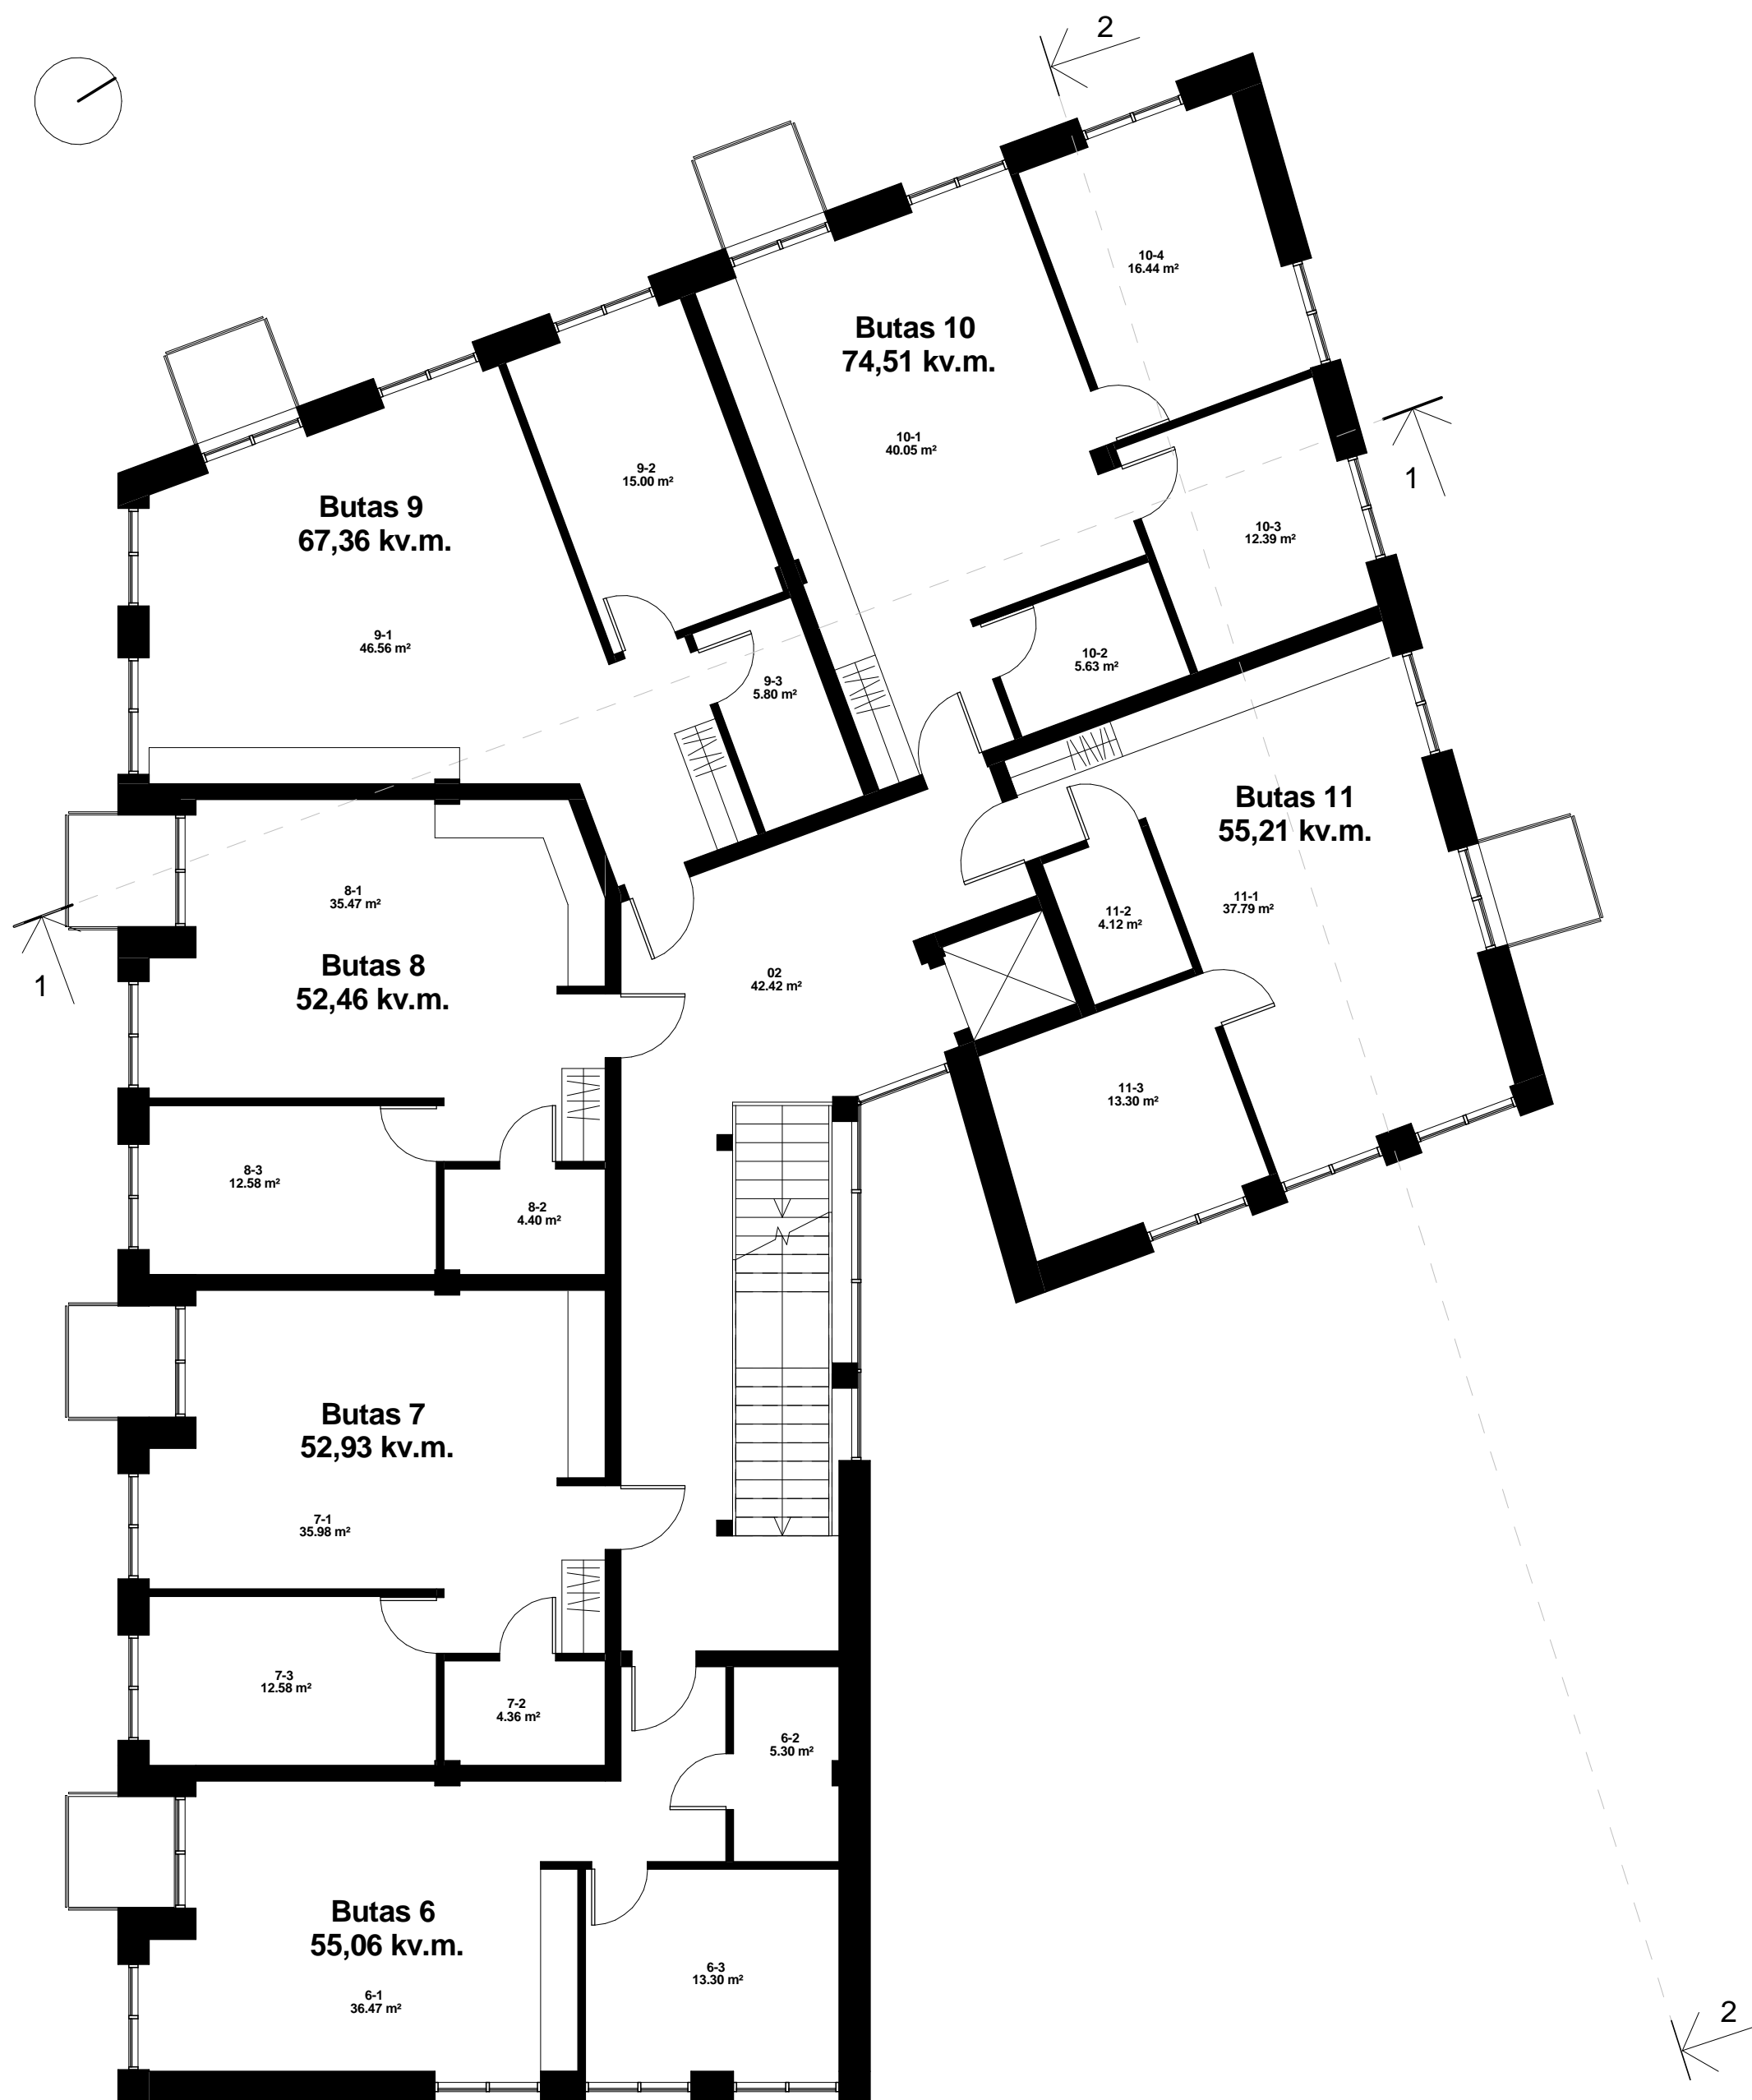 2
10-4
16.44 m²
Butas 10
74,51 kv.m.
10-1
40.05 m²
9-2
15.00 m²
1
Butas 9
67,36 kv.m.
10-3
12.39 m²
9-1
46.56 m²
10-2
5.63 m²
9-3
5.80 m²
Butas 11
55,21 kv.m.
8-1
35.47 m²
11-1
37.79 m²
11-2
4.12 m²
Butas 8
52,46 kv.m.
02
42.42 m²
1
11-3
13.30 m²
8-3
12.58 m²
8-2
4.40 m²
Butas 7
52,93 kv.m.
7-1
35.98 m²
7-3
12.58 m²
7-2
4.36 m²
6-2
5.30 m²
Butas 6
55,06 kv.m.
6-3
13.30 m²
6-1
36.47 m²
2